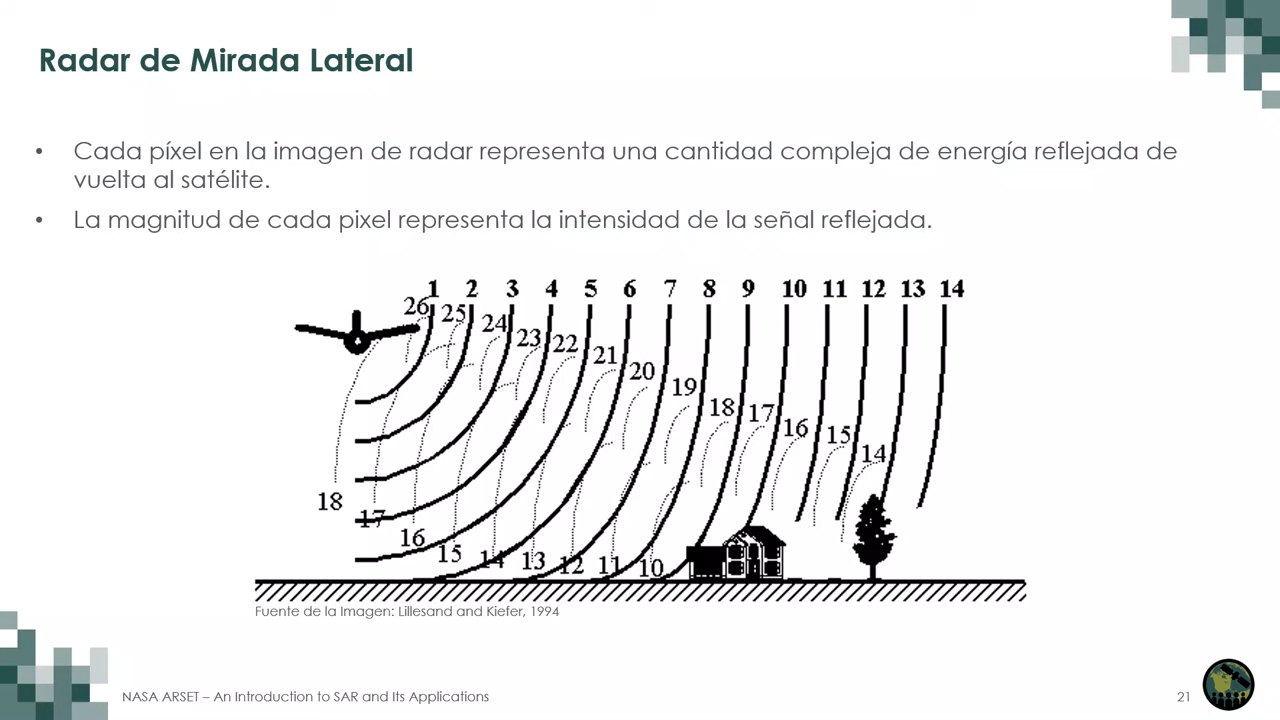 Radar de Mirada Lateral
• Cada píxel en la imagen de radar representa una cantidad compleja de energía reflejada de
vuelta al satélite.
• La magnitud de cada pixel representa la intensidad de la señal reflejada.
1 2 3 4 5 6 7 8 9 10 11 12 13 14
26 25 24 23 22 21 20 19 18 17 16 15 14
18 17 16 15 14 13 12 11 10
Fuente de la Imagen: Lillesand and Kiefer, 1994
NASA ARSET – An Introduction to SAR and Its Applications
21